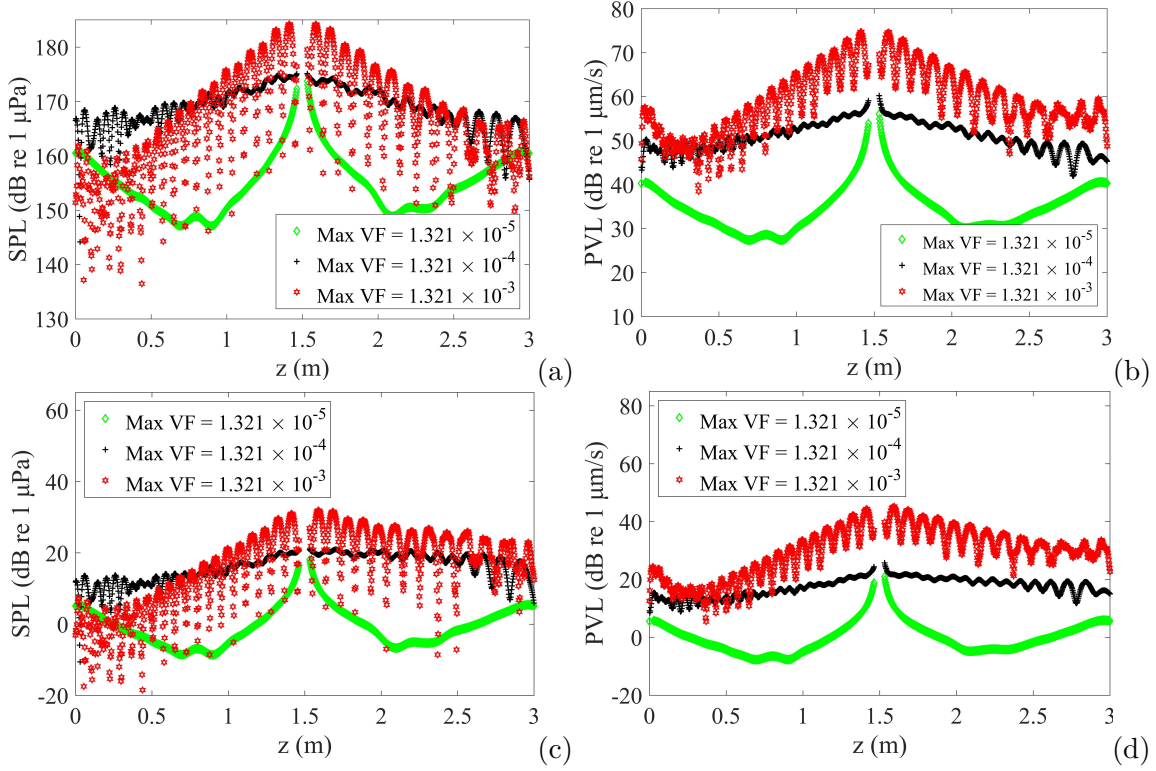 180
170
160
150
140
130
SPL (dB re 1 μPa)
0 0.5 1 1.5 2 2.5 3
z (m)
Max VF = 1.321 × 10-5
Max VF = 1.321 × 10-4
Max VF = 1.321 × 10-3
(a)
80
70
60
50
40
30
20
10
PVL (dB re 1 μm/s)
0 0.5 1 1.5 2 2.5 3
z (m)
Max VF = 1.321 × 10-5
Max VF = 1.321 × 10-4
Max VF = 1.321 × 10-3
(b)
60
40
20
0
-20
SPL (dB re 1 μPa)
0 0.5 1 1.5 2 2.5 3
z (m)
Max VF = 1.321 × 10-5
Max VF = 1.321 × 10-4
Max VF = 1.321 × 10-3
(c)
80
60
40
20
0
-20
PVL (dB re 1 μm/s)
0 0.5 1 1.5 2 2.5 3
z (m)
Max VF = 1.321 × 10-5
Max VF = 1.321 × 10-4
Max VF = 1.321 × 10-3
(d)